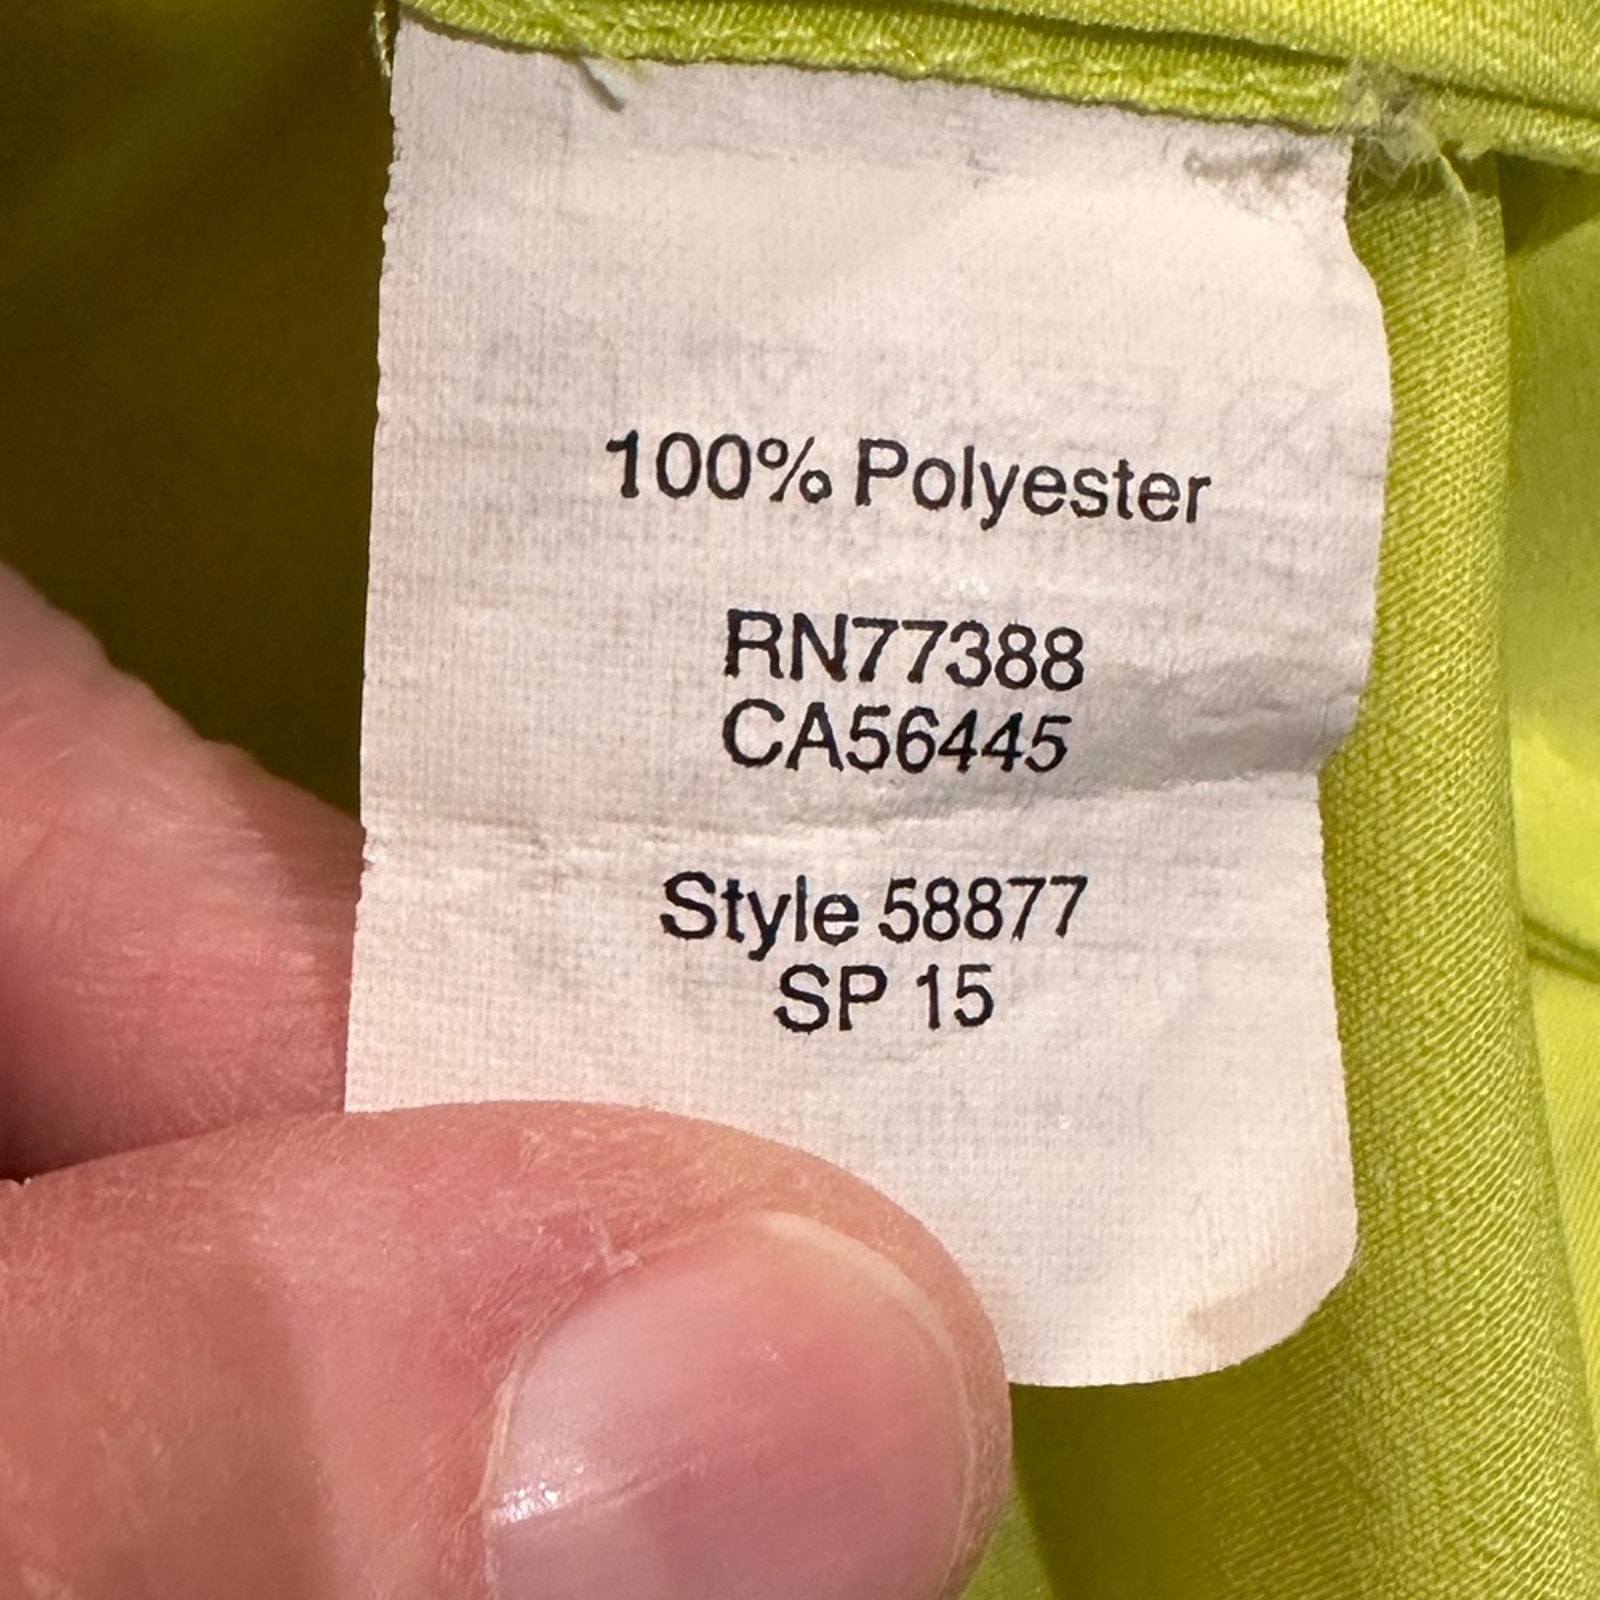 100% Polyester
RN77388
CA56445
Style 58877
SP 15